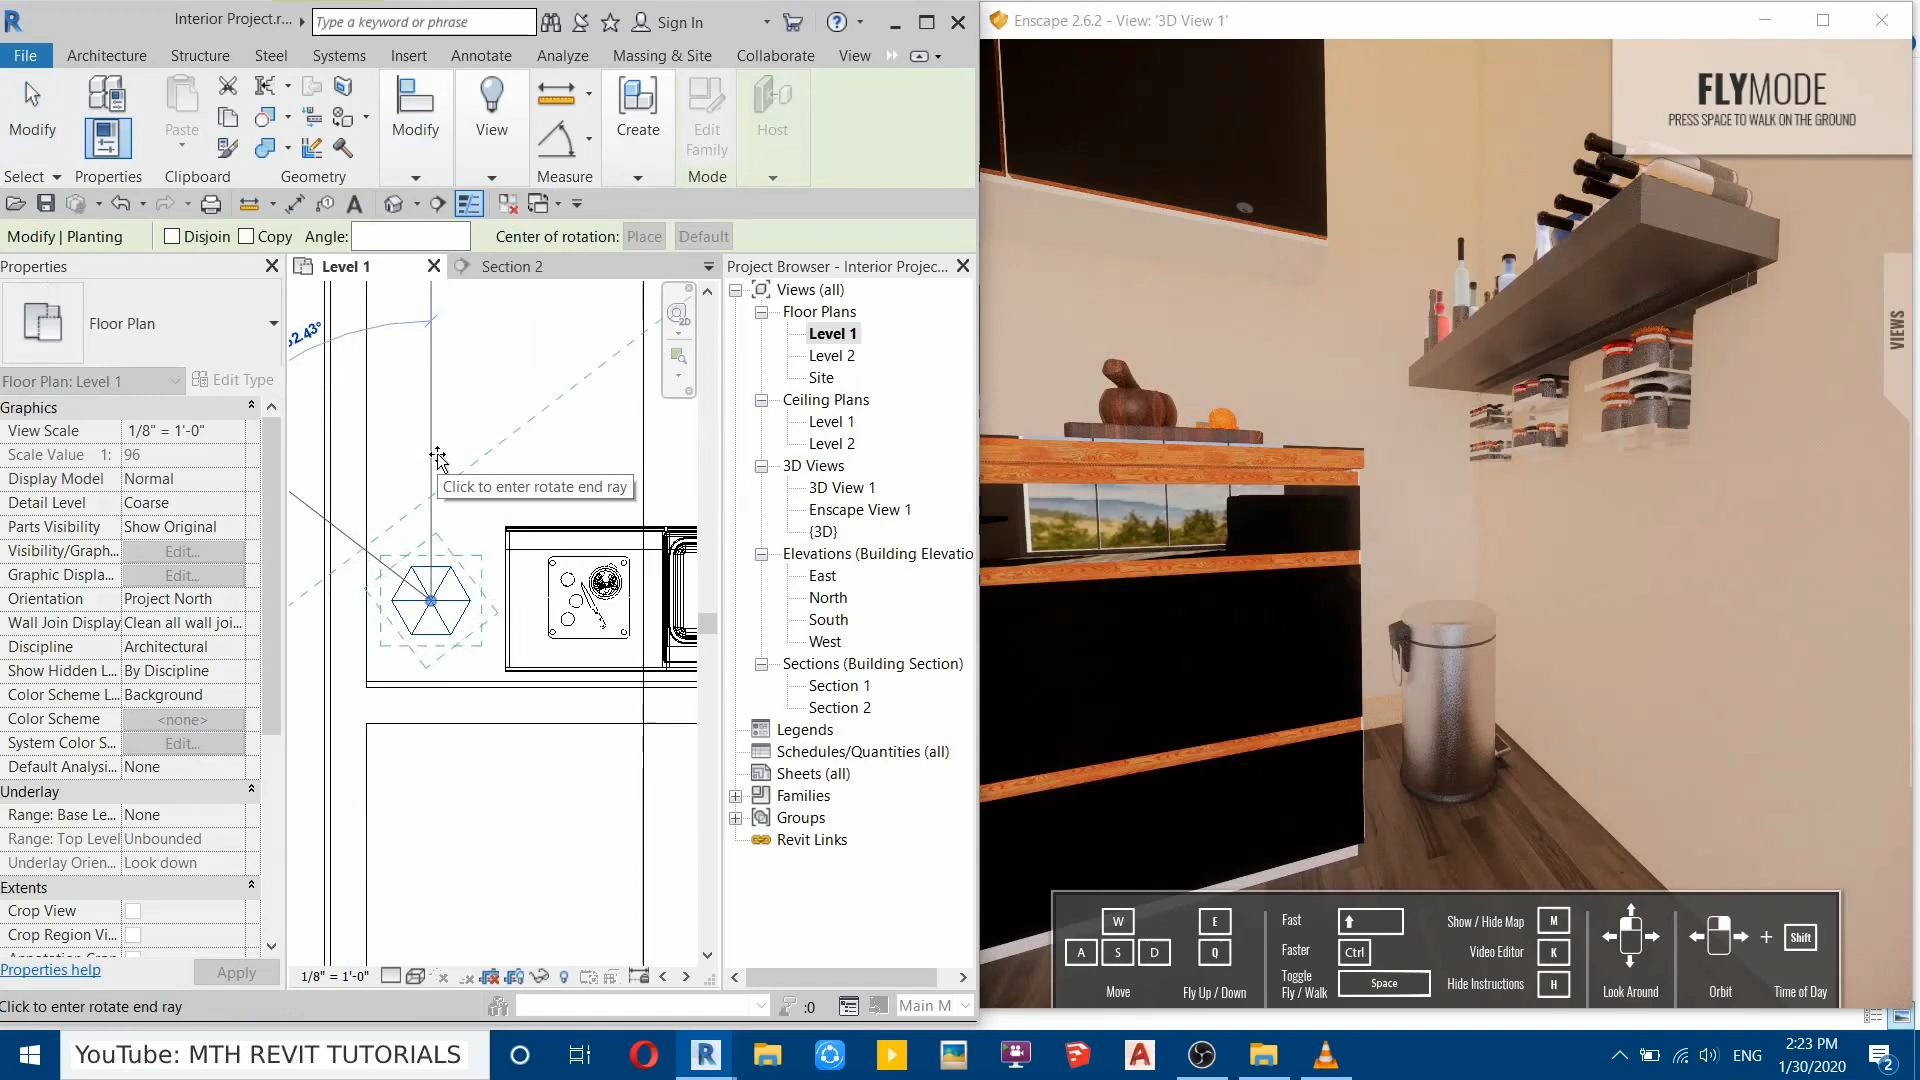 Interior Project.r...
Type a keyword or phrase
Sign In
File
Architecture
Structure
Steel
Systems
Insert
Annotate
Analyze
Massing & Site
Collaborate
View
Modify
Paste
Modify
View
Create
Edit
Family
Host
Select
Properties
Clipboard
Geometry
Measure
Mode
Modify | Planting
Disjoin
Copy
Angle:
Center of rotation:
Place
Default
Properties
Floor Plan
Floor Plan: Level 1
Edit Type
Graphics
View Scale
1/8" = 1'-0"
Scale Value 1:
96
Display Model
Normal
Detail Level
Coarse
Parts Visibility
Show Original
Visibility/Graph...
Edit...
Graphic Displa...
Edit...
Orientation
Project North
Wall Join Display
Clean all wall joi...
Discipline
Architectural
Show Hidden L...
By Discipline
Color Scheme L...
Background
Color Scheme
<none>
System Color S...
Edit...
Default Analysi...
None
Underlay
Range: Base Le...
None
Range: Top Level
Unbounded
Underlay Orien...
Look down
Extents
Crop View
Crop Region Vi...
Properties help
Apply
Level 1
Section 2
2.43°
2D
Click to enter rotate end ray
1/8" = 1'-0"
Project Browser - Interior Projec...
Views (all)
Floor Plans
Level 1
Level 2
Site
Ceiling Plans
Level 1
Level 2
3D Views
3D View 1
Enscape View 1
{3D}
Elevations (Building Elevatio
East
North
South
West
Sections (Building Section)
Section 1
Section 2
Legends
Schedules/Quantities (all)
Sheets (all)
Families
Groups
Revit Links
Click to enter rotate end ray
:0
Main M
Enscape 2.6.2 - View: '3D View 1'
FLYMODE
PRESS SPACE TO WALK ON THE GROUND
VIEWS
W
A
S
D
Move
E
Q
Fly Up / Down
Fast
Faster
Ctrl
Toggle
Fly / Walk
Space
Show / Hide Map
M
Video Editor
K
Hide Instructions
H
Look Around
Orbit
+
Shift
Time of Day
YouTube: MTH REVIT TUTORIALS
ENG
2:23 PM
1/30/2020
2